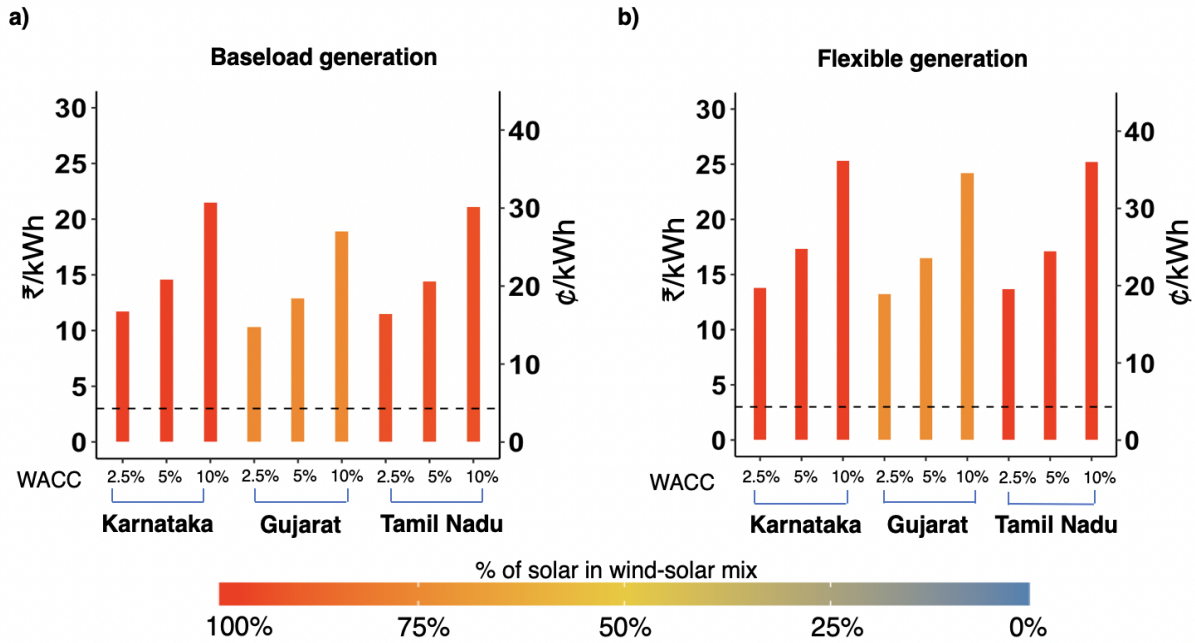 a)
Baseload generation
30
25
20
15
10
5
0
₹/kWh
40
30
20
10
0
¢/kWh
WACC
2.5% 5% 10% 2.5% 5% 10% 2.5% 5% 10%
Karnataka Gujarat Tamil Nadu
b)
Flexible generation
30
25
20
15
10
5
0
₹/kWh
40
30
20
10
0
¢/kWh
WACC
2.5% 5% 10% 2.5% 5% 10% 2.5% 5% 10%
Karnataka Gujarat Tamil Nadu
% of solar in wind-solar mix
100% 75% 50% 25% 0%